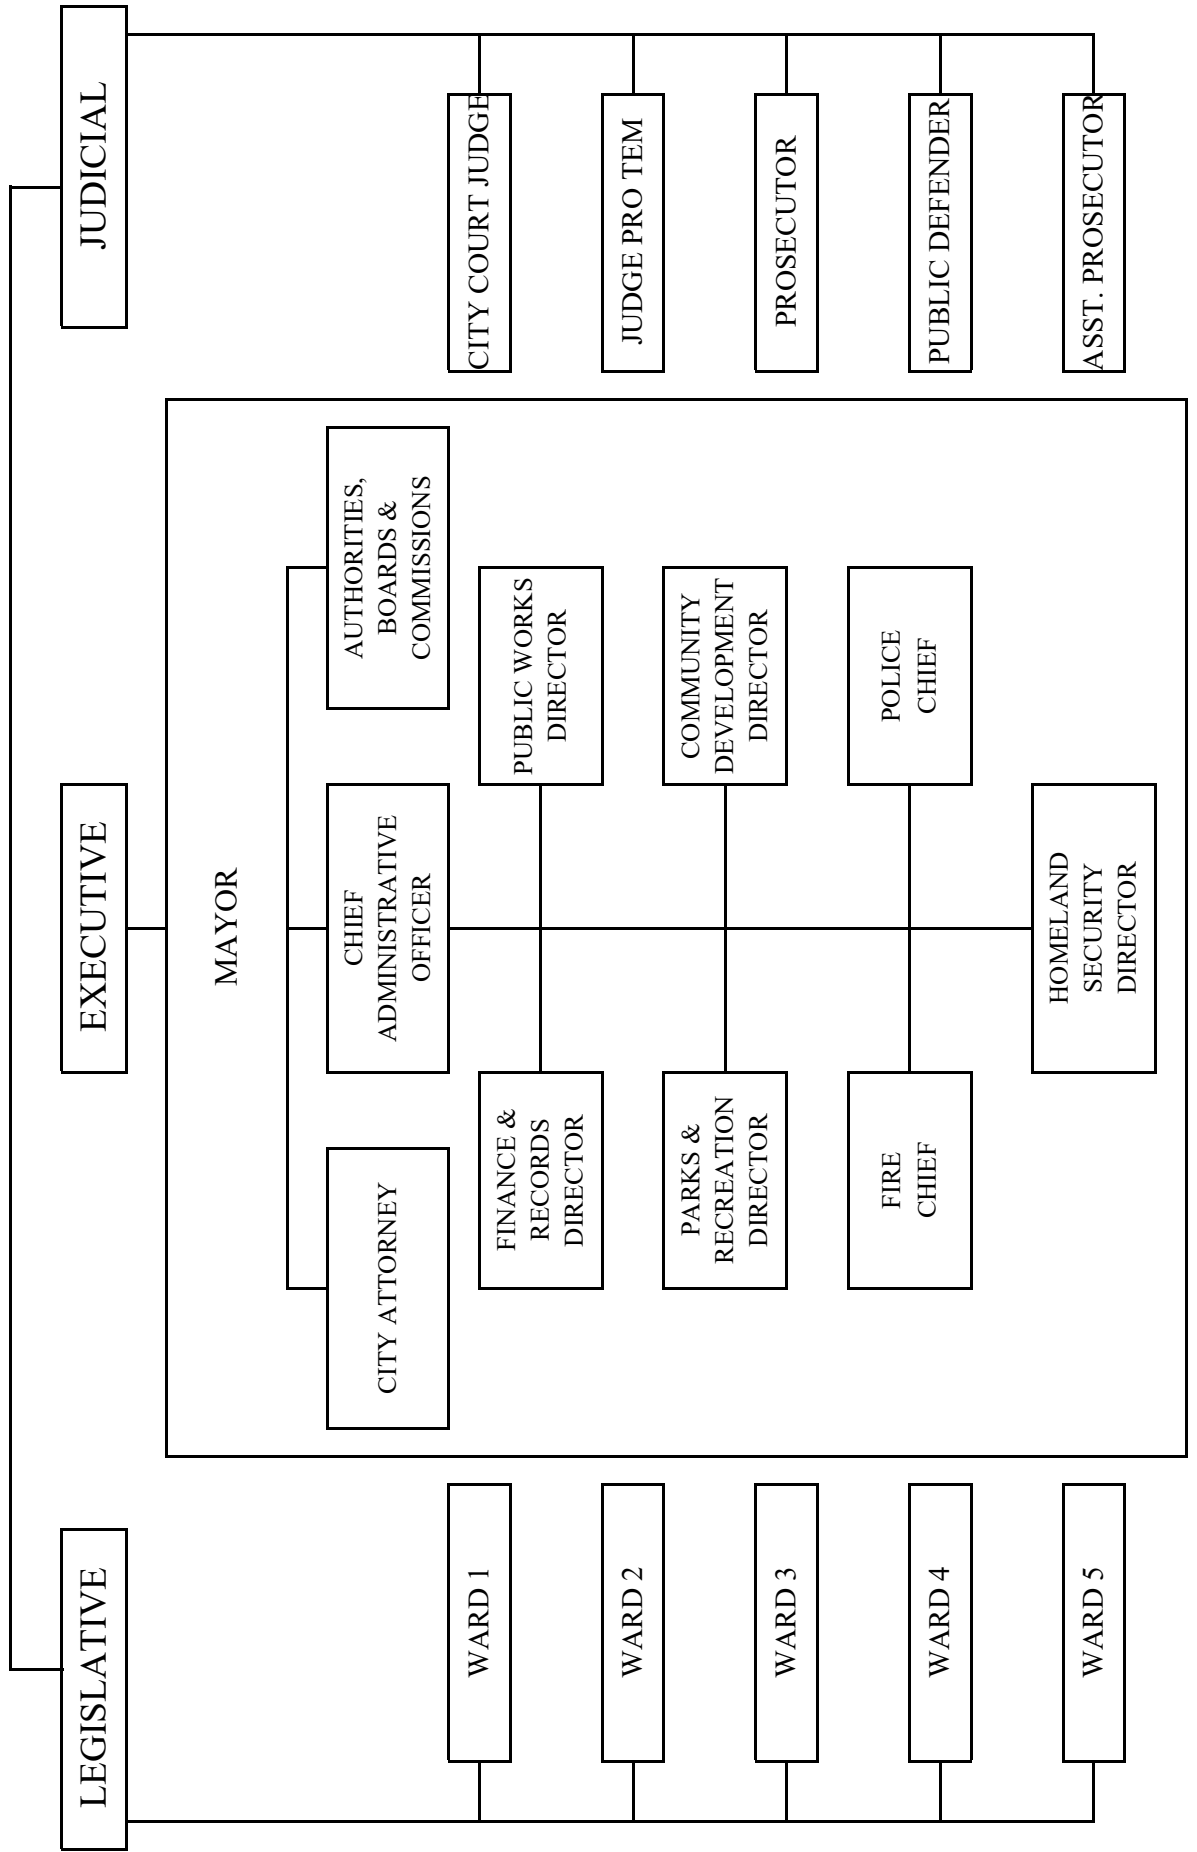 LEGISLATIVE
EXECUTIVE
JUDICIAL
MAYOR
CITY ATTORNEY
CHIEF
ADMINISTRATIVE
OFFICER
AUTHORITIES,
BOARDS &
COMMISSIONS
FINANCE &
RECORDS
DIRECTOR
PUBLIC WORKS
DIRECTOR
PARKS &
RECREATION
DIRECTOR
COMMUNITY
DEVELOPMENT
DIRECTOR
FIRE
CHIEF
POLICE
CHIEF
HOMELAND
SECURITY
DIRECTOR
WARD 1
WARD 2
WARD 3
WARD 4
WARD 5
CITY COURT JUDGE
JUDGE PRO TEM
PROSECUTOR
PUBLIC DEFENDER
ASST. PROSECUTOR